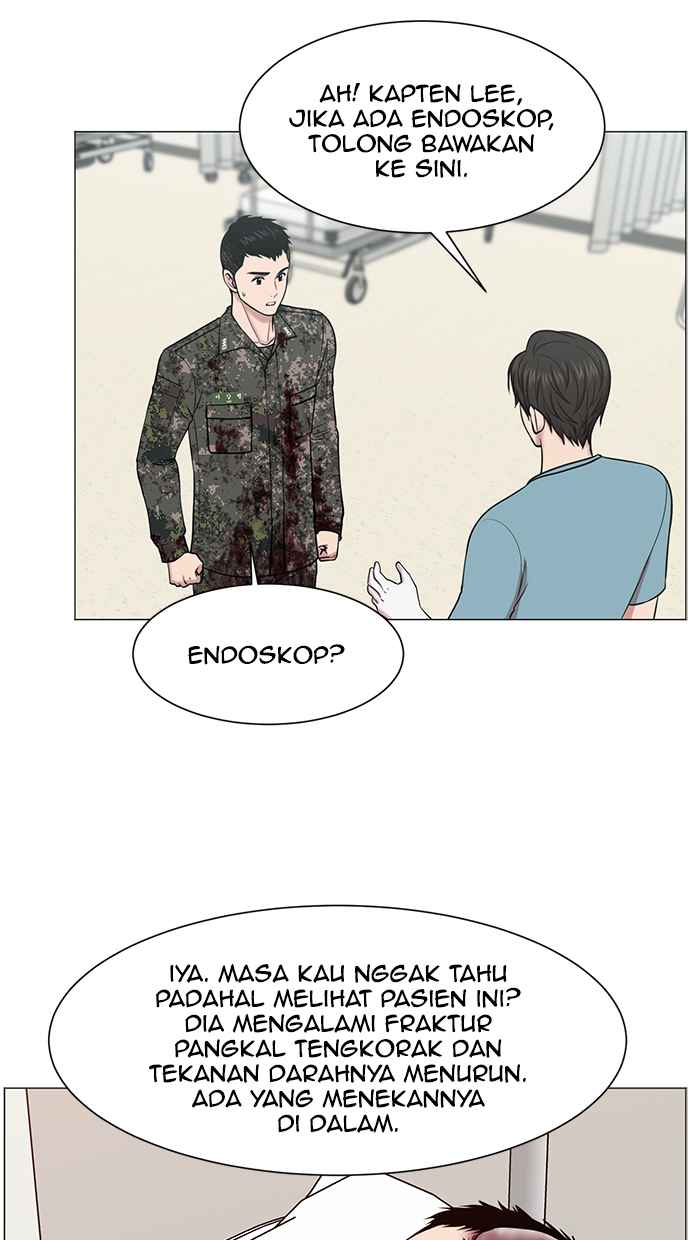 AH! KAPTEN LEE,
JIKA ADA ENDOSKOP,
TOLONG BAWAKAN
KE SINI.
ENDOSKOP?
IYA. MASA KAU NGGAK TAHU
PADAHAL MELIHAT PASIEN INI?
DIA MENGALAMI FRAKTUR
PANGKAL TENGKORAK DAN
TEKANAN DARAHNYA MENURUN.
ADA YANG MENEKANNYA
DI DALAM.